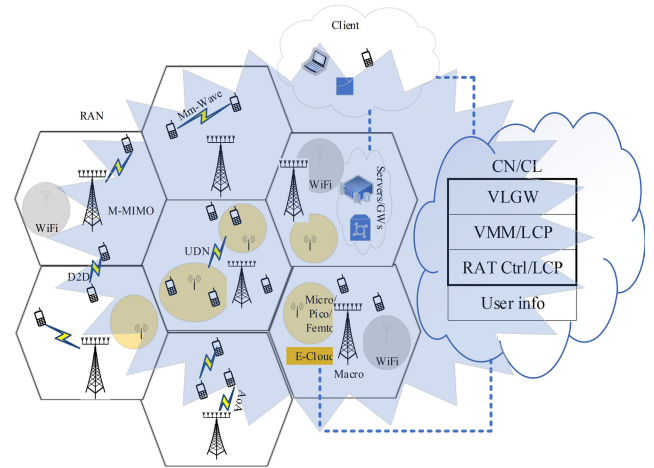 Client
RAN
Mm-Wave
M-MIMO
WiFi
WiFi
Servers/GWs
CN/CL
VLGW
VMM/LCP
RAT Ctrl/LCP
User info
UDN
D2D
Micro/
Pico/
Femto
E-Cloud
WiFi
Macro
AoA